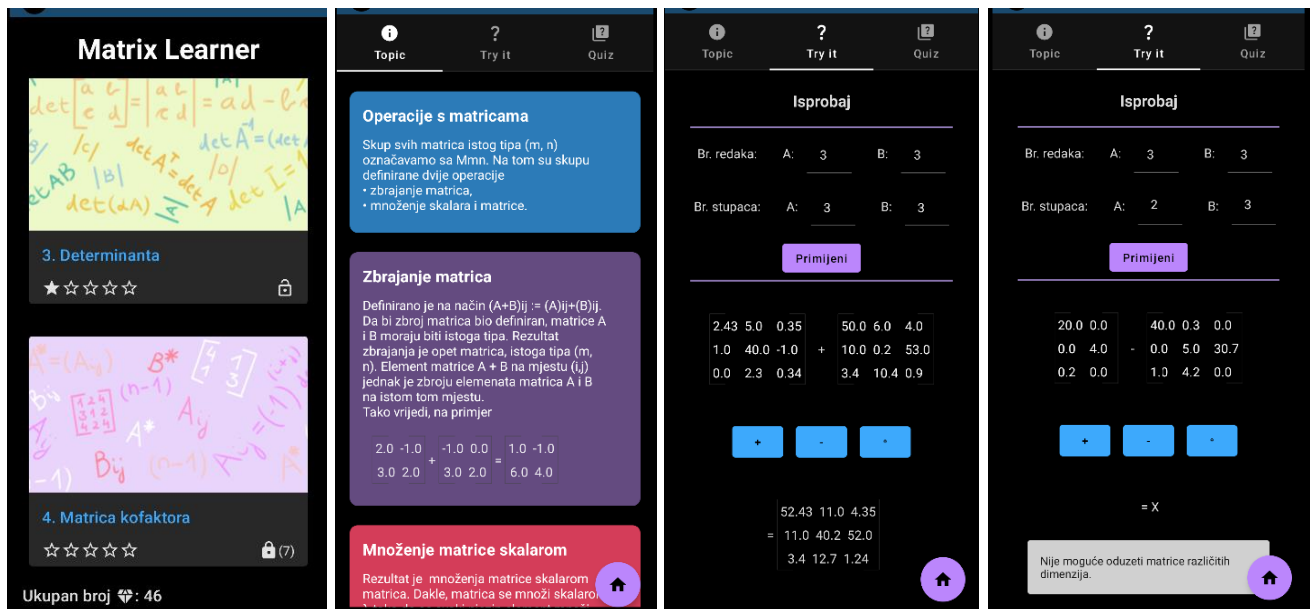 Matrix Learner
3. Determinanta
4. Matrica kofaktora
(7)
Ukupan broj : 46
Topic
Try it
Quiz
Operacije s matricama
Skup svih matrica istog tipa (m, n)
označavamo sa Mmn. Na tom su skupu
definirane dvije operacije
• zbrajanje matrica,
• množenje skalara i matrice.
Zbrajanje matrica
Definirano je na način (A+B)ij := (A)ij+(B)ij.
Da bi zbroj matrica bio definiran, matrice A
i B moraju biti istoga tipa. Rezultat
zbrajanja je opet matrica, istoga tipa (m,
n). Element matrice A + B na mjestu (i,j)
jednak je zbroju elemenata matrica A i B
na istom tom mjestu.
Tako vrijedi, na primjer
2.0 -1.0 -1.0 0.0 1.0 -1.0
+ =
3.0 2.0 3.0 2.0 6.0 4.0
Množenje matrice skalarom
Rezultat je množenja matrice skalarom
matrica. Dakle, matrica se množi
Topic
Try it
Quiz
Isprobaj
Br. redaka: A: 3 B: 3
Br. stupaca: A: 3 B: 3
Primijeni
2.43 5.0 0.35 50.0 6.0 4.0
1.0 40.0 -1.0 + 10.0 0.2 53.0
0.0 2.3 0.34 3.4 10.4 0.9
+ - *
52.43 11.0 4.35
= 11.0 40.2 52.0
3.4 12.7 1.24
Topic
Try it
Quiz
Isprobaj
Br. redaka: A: 3 B: 3
Br. stupaca: A: 2 B: 3
Primijeni
20.0 0.0 40.0 0.3 0.0
0.0 4.0 - 0.0 5.0 30.7
0.2 0.0 1.0 4.2 0.0
+ - *
= X
Nije moguće oduzeti matrice različitih
dimenzija.